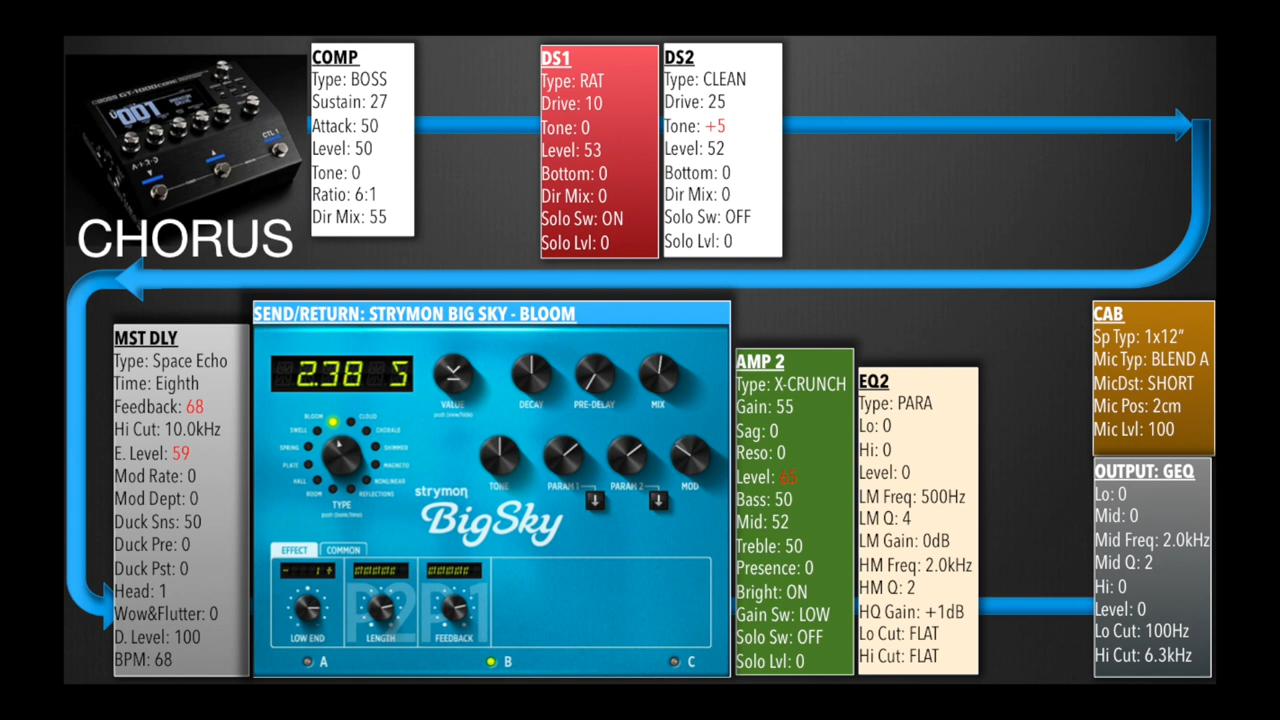 BOSS GT-1000CORE
001
CTL 1
CHORUS
COMP
Type: BOSS
Sustain: 27
Attack: 50
Level: 50
Tone: 0
Ratio: 6:1
Dir Mix: 55
DS1
Type: RAT
Drive: 10
Tone: 0
Level: 53
Bottom: 0
Dir Mix: 0
Solo Sw: ON
Solo Lvl: 0
DS2
Type: CLEAN
Drive: 25
Tone: +5
Level: 52
Bottom: 0
Dir Mix: 0
Solo Sw: OFF
Solo Lvl: 0
MST DLY
Type: Space Echo
Time: Eighth
Feedback: 68
Hi Cut: 10.0kHz
E. Level: 59
Mod Rate: 0
Mod Dept: 0
Duck Sns: 50
Duck Pre: 0
Duck Pst: 0
Head: 1
Wow&Flutter: 0
D. Level: 100
BPM: 68
SEND/RETURN: STRYMON BIG SKY - BLOOM
2.38 S
VALUE
DECAY
PRE-DELAY
MIX
BLOOM
CLOUD
SWELL
CHORALE
SPRING
SHIMMER
PLATE
MAGNETO
HALL
NONLINEAR
ROOM
REFLECTIONS
TYPE
TONE
PARAM 1
PARAM 2
MOD
strymon
BigSky
EFFECT
COMMON
- 1 +
P2
P1
LOW END
LENGTH
FEEDBACK
A
B
C
AMP 2
Type: X-CRUNCH
Gain: 55
Sag: 0
Reso: 0
Level: 65
Bass: 50
Mid: 52
Treble: 50
Presence: 0
Bright: ON
Gain Sw: LOW
Solo Sw: OFF
Solo Lvl: 0
EQ2
Type: PARA
Lo: 0
Hi: 0
Level: 0
LM Freq: 500Hz
LM Q: 4
LM Gain: 0dB
HM Freq: 2.0kHz
HM Q: 2
HQ Gain: +1dB
Lo Cut: FLAT
Hi Cut: FLAT
CAB
Sp Typ: 1x12”
Mic Typ: BLEND A
MicDst: SHORT
Mic Pos: 2cm
Mic Lvl: 100
OUTPUT: GEQ
Lo: 0
Mid: 0
Mid Freq: 2.0kHz
Mid Q: 2
Hi: 0
Level: 0
Lo Cut: 100Hz
Hi Cut: 6.3kHz